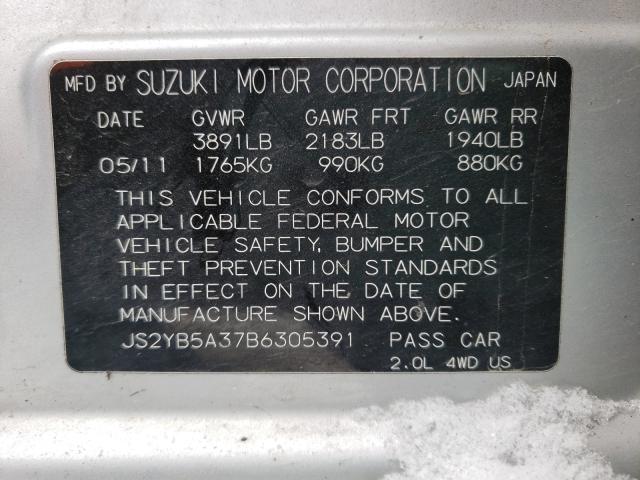 MFD BY SUZUKI MOTOR CORPORATION JAPAN
DATE GVWR GAWR FRT GAWR RR
3891LB 2183LB 1940LB
05/11 1765KG 990KG 880KG
THIS VEHICLE CONFORMS TO ALL
APPLICABLE FEDERAL MOTOR
VEHICLE SAFETY, BUMPER AND
THEFT PREVENTION STANDARDS
IN EFFECT ON THE DATE OF
MANUFACTURE SHOWN ABOVE.
JS2YB5A37B6305391 PASS CAR
2.0L 4WD US